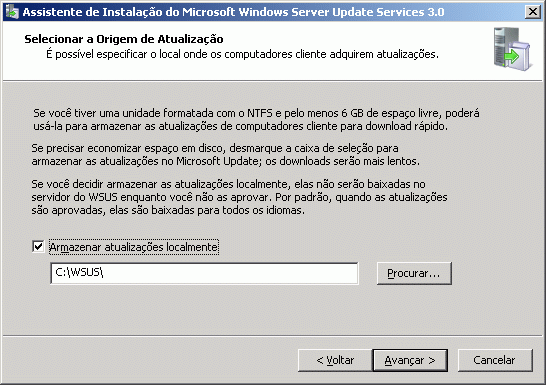 Assistente de Instalação do Microsoft Windows Server Update Services 3.0
Selecionar a Origem de Atualização
É possível especificar o local onde os computadores cliente adquirem atualizações.
Se você tiver uma unidade formatada com o NTFS e pelo menos 6 GB de espaço livre, poderá
usá-la para armazenar as atualizações de computadores cliente para download rápido.
Se precisar economizar espaço em disco, desmarque a caixa de seleção para
armazenar as atualizações no Microsoft Update; os downloads serão mais lentos.
Se você decidir armazenar as atualizações localmente, elas não serão baixadas no
servidor do WSUS enquanto você não as aprovar. Por padrão, quando as atualizações
são aprovadas, elas são baixadas para todos os idiomas.
Armazenar atualizações localmente
C:\WSUS\
Procurar...
< Voltar
Avançar >
Cancelar